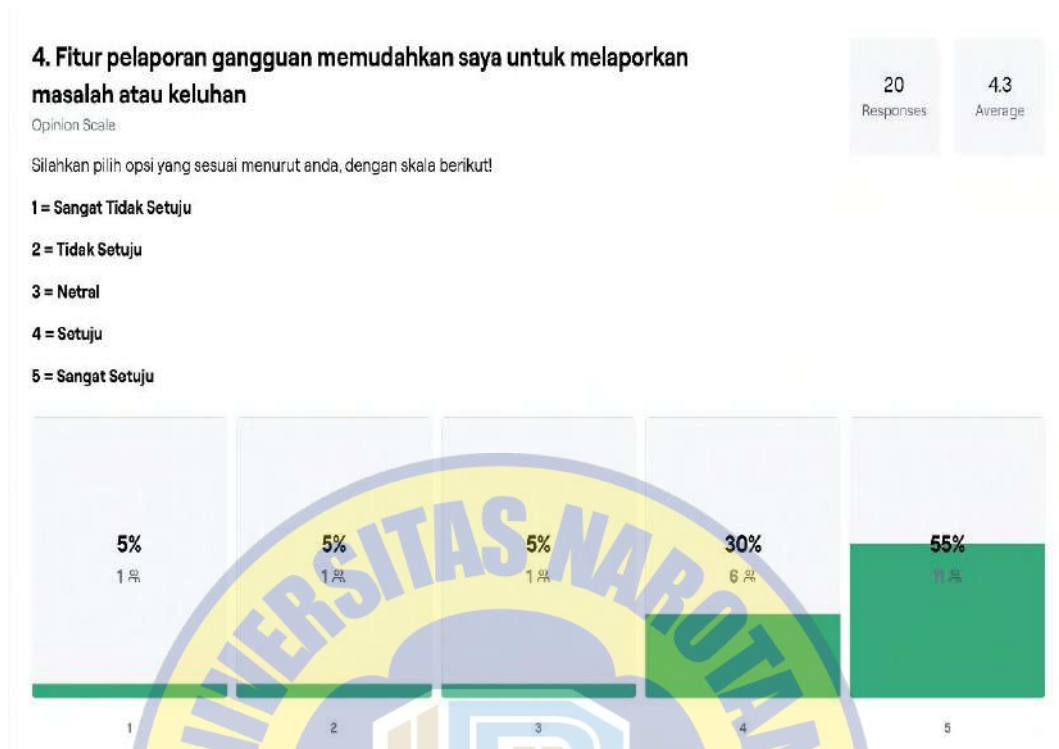 4. Fitur pelaporan gangguan memudahkan saya untuk melaporkan
masalah atau keluhan
Opinion Scale
20
Responses
4.3
Average
Silahkan pilih opsi yang sesuai menurut anda, dengan skala berikut!
1 = Sangat Tidak Setuju
2 = Tidak Setuju
3 = Netral
4 = Setuju
5 = Sangat Setuju
5%
1
5%
1
5%
1
30%
6
55%
11
1
2
3
4
5
UNIVERSITAS NAROTAM